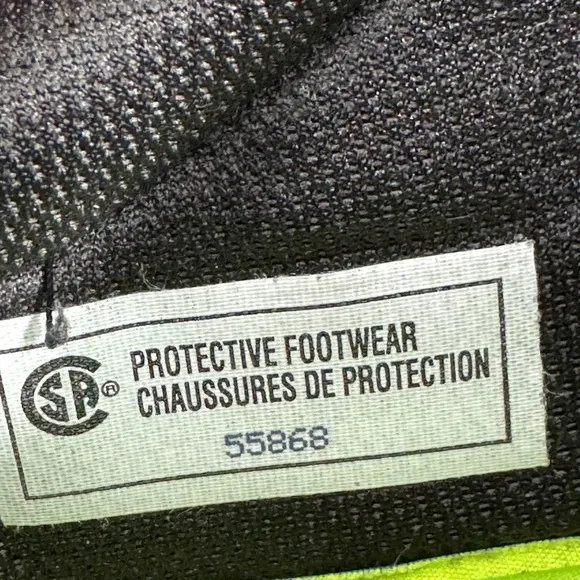 CSA® PROTECTIVE FOOTWEAR
CHAUSSURES DE PROTECTION
55868